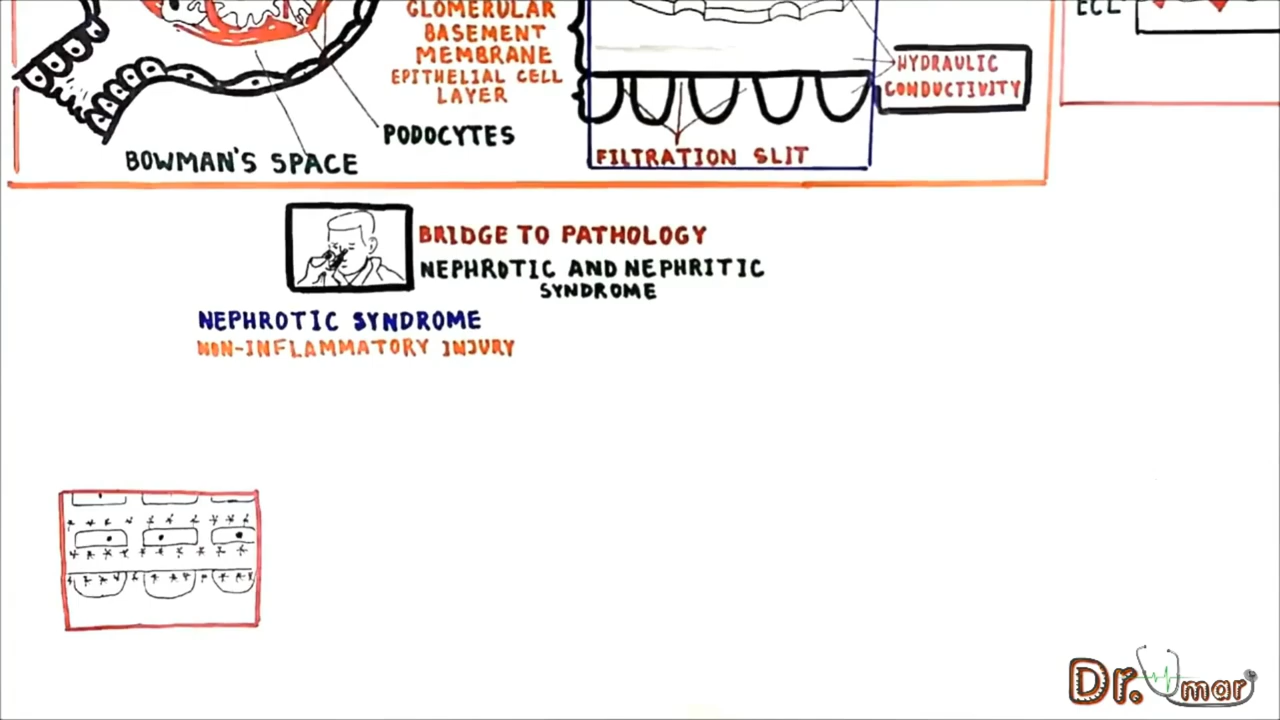 GLOMERULAR
BASEMENT
MEMBRANE
EPITHELIAL CELL
LAYER
PODOCYTES
BOWMAN'S SPACE
FILTRATION SLIT
HYDRAULIC
CONDUCTIVITY
ECL
BRIDGE TO PATHOLOGY
NEPHROTIC AND NEPHRITIC
SYNDROME
NEPHROTIC SYNDROME
NON-INFLAMMATORY INJURY
Dr. Umar